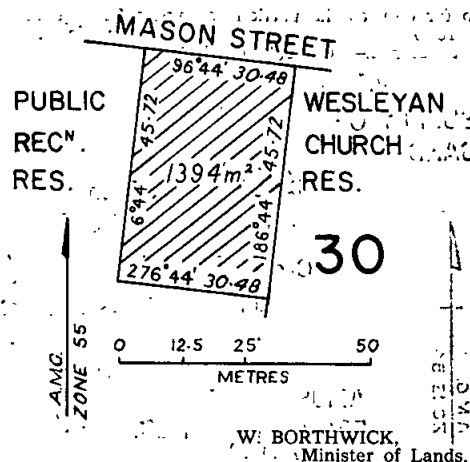 MASON STREET
96°44' 30·48
PUBLIC
RECᴺ.
RES.
45·72
6°44'
1394m²
45·72
186°44'
WESLEYAN
CHURCH
RES.
30
276°44' 30·48
A.M.G.
ZONE 55
0 12·5 25 50
METRES
W. BORTHWICK,
Minister of Lands.